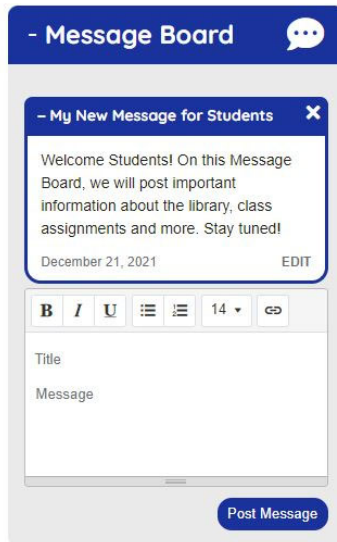 - Message Board
– My New Message for Students
Welcome Students! On this Message
Board, we will post important
information about the library, class
assignments and more. Stay tuned!
December 21, 2021 EDIT
B I U 14
Title
Message
Post Message